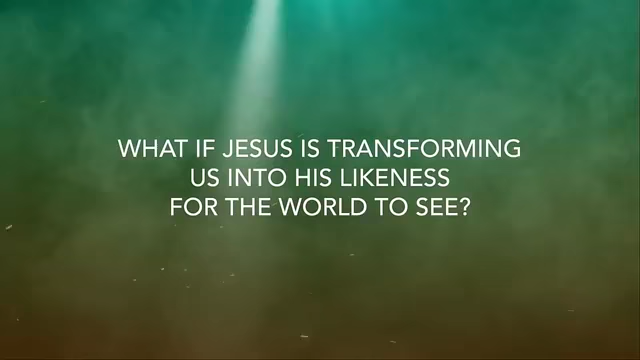 WHAT IF JESUS IS TRANSFORMING
US INTO HIS LIKENESS
FOR THE WORLD TO SEE?